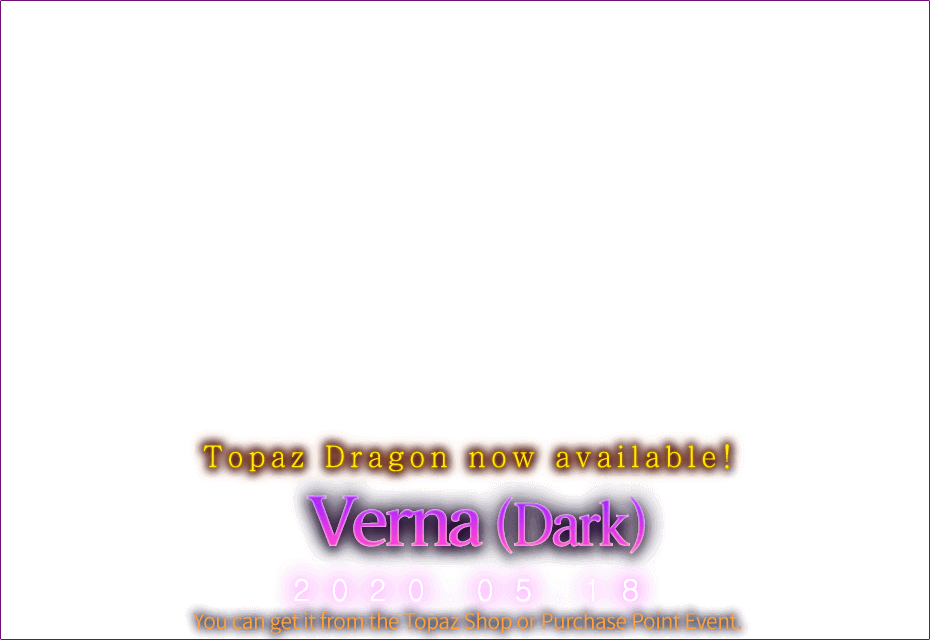 Topaz Dragon now available!
Verna (Dark)
2020.05.18
You can get it from the Topaz Shop or Purchase Point Event.